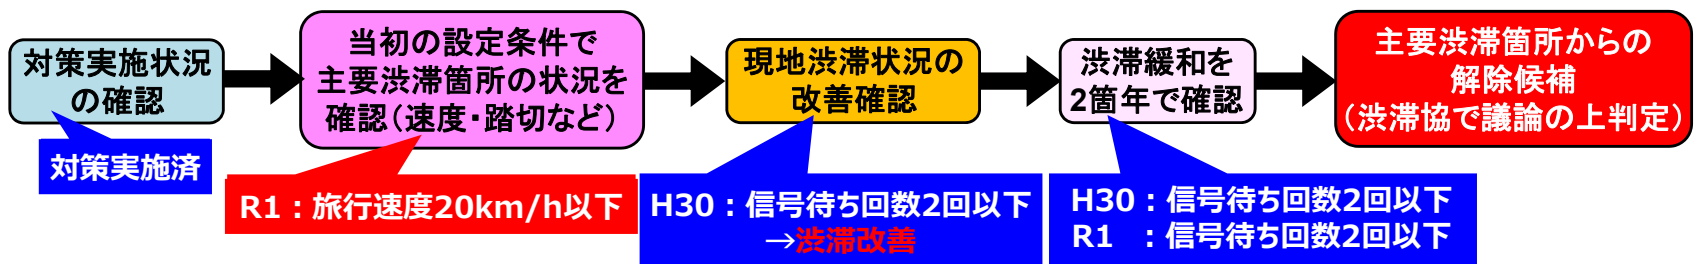 対策実施状況
の確認
当初の設定条件で
主要渋滞箇所の状況を
確認(速度・踏切など)
現地渋滞状況の
改善確認
渋滞緩和を
2箇年で確認
主要渋滞箇所からの
解除候補
(渋滞協で議論の上判定)
対策実施済
R1：旅行速度20km/h以下
H30：信号待ち回数2回以下
→渋滞改善
H30：信号待ち回数2回以下
R1　：信号待ち回数2回以下